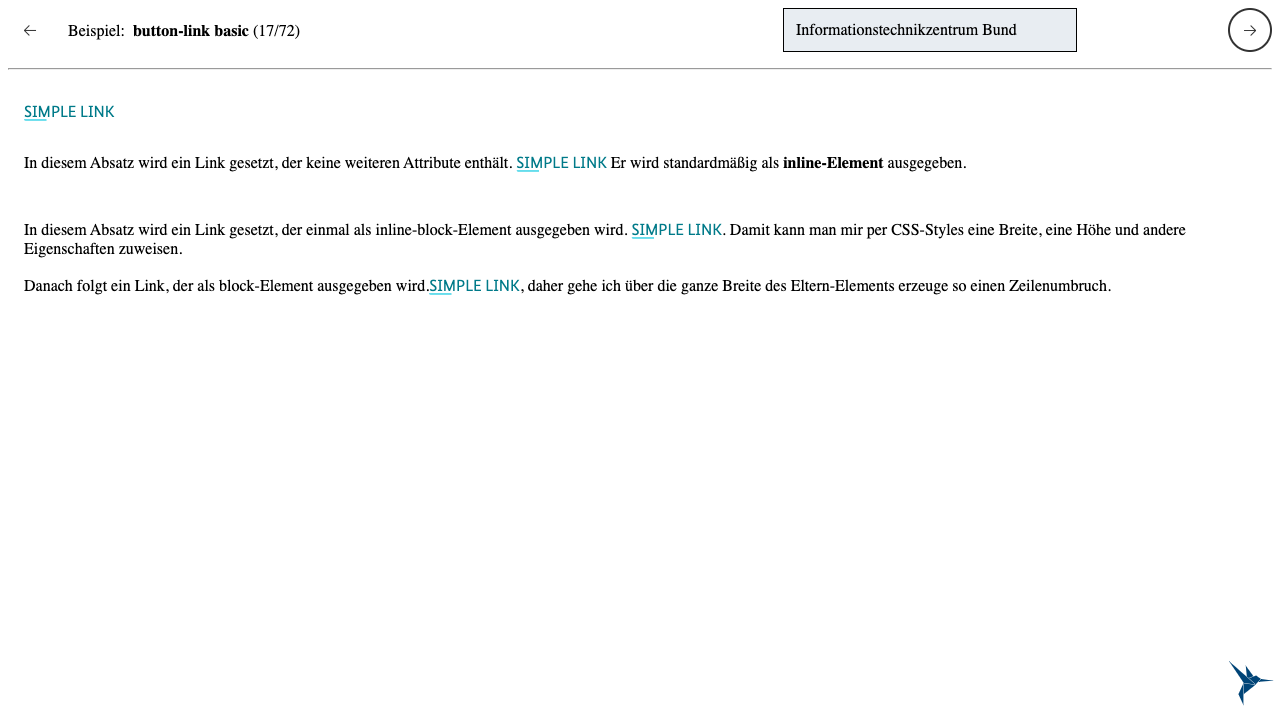 Beispiel: button-link basic (17/72)
Informationstechnikzentrum Bund
SIMPLE LINK
In diesem Absatz wird ein Link gesetzt, der keine weiteren Attribute enthält. SIMPLE LINK Er wird standardmäßig als inline-Element ausgegeben.
In diesem Absatz wird ein Link gesetzt, der einmal als inline-block-Element ausgegeben wird. SIMPLE LINK. Damit kann man mir per CSS-Styles eine Breite, eine Höhe und andere
Eigenschaften zuweisen.
Danach folgt ein Link, der als block-Element ausgegeben wird.SIMPLE LINK, daher gehe ich über die ganze Breite des Eltern-Elements erzeuge so einen Zeilenumbruch.